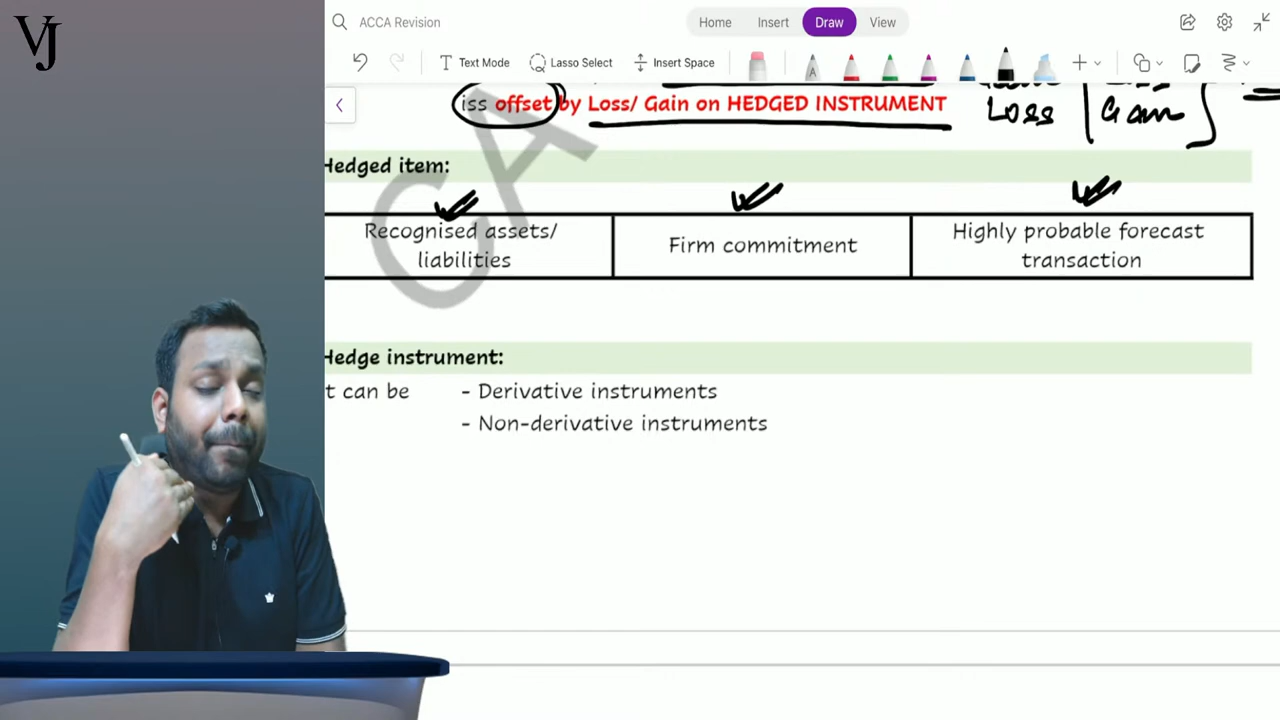 VJ
ACCA Revision
Home Insert Draw View
Text Mode Lasso Select Insert Space
iss offset by Loss/ Gain on HEDGED INSTRUMENT
Loss Gain
Hedged item:
Recognised assets/
liabilities
Firm commitment
Highly probable forecast
transaction
Hedge instrument:
t can be - Derivative instruments
- Non-derivative instruments
CA